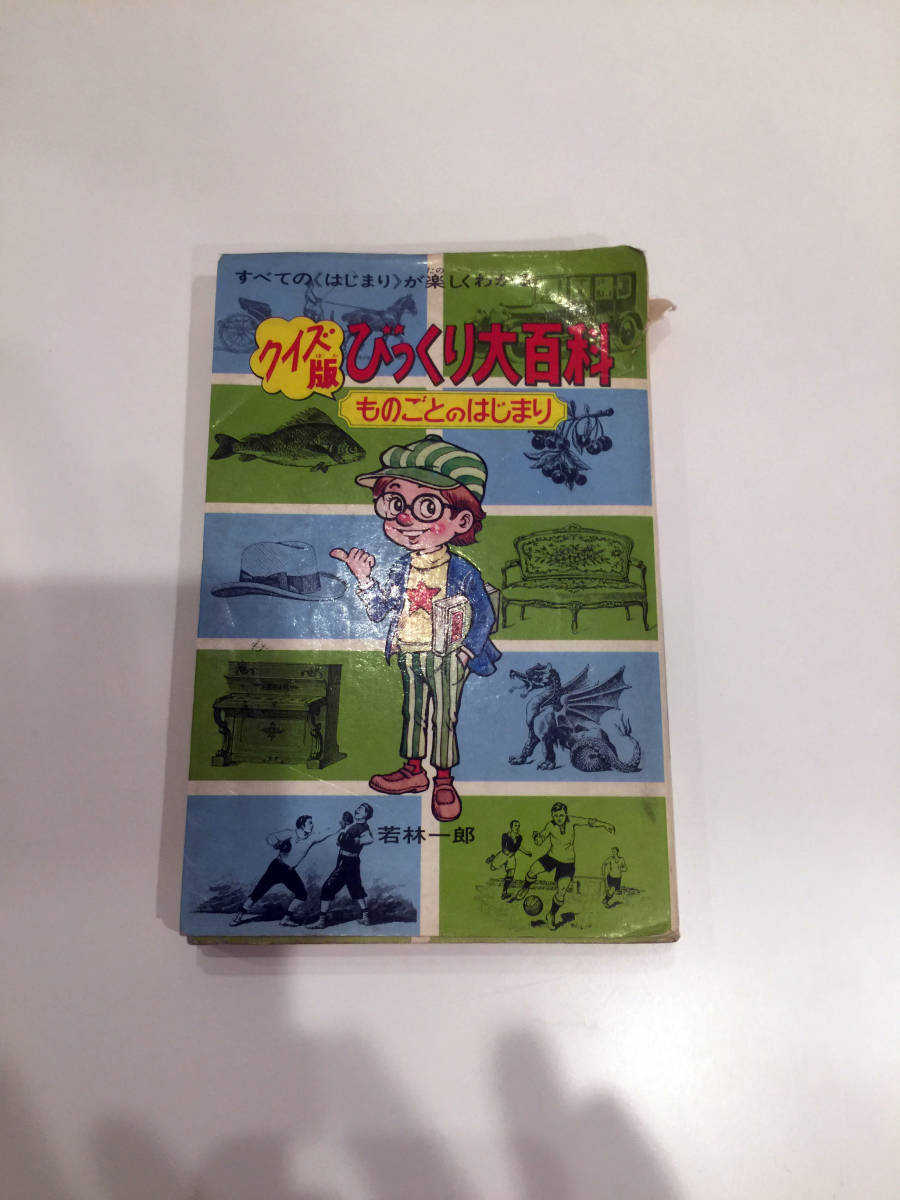 すべての《はじまり》が楽しくわかる
クイズ版
びっくり大百科
ものごとのはじまり
若林一郎